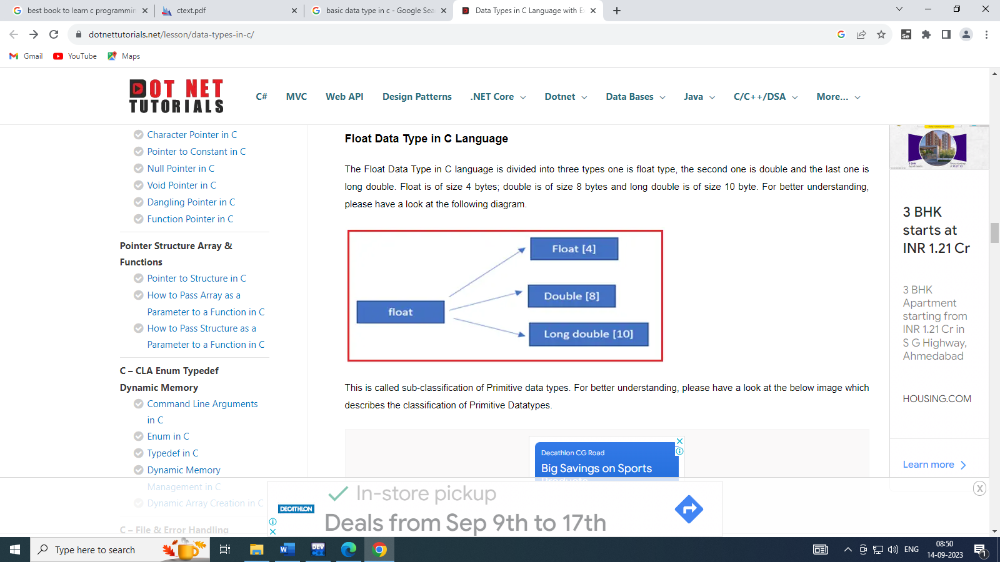 best book to learn c programmin
ctext.pdf
basic data type in c - Google Sea
Data Types in C Language with E
dotnettutorials.net/lesson/data-types-in-c/
Gmail
YouTube
Maps
DOT NET
TUTORIALS
C#
MVC
Web API
Design Patterns
.NET Core
Dotnet
Data Bases
Java
C/C++/DSA
More...
Character Pointer in C
Pointer to Constant in C
Null Pointer in C
Void Pointer in C
Dangling Pointer in C
Function Pointer in C
Pointer Structure Array &
Functions
Pointer to Structure in C
How to Pass Array as a
Parameter to a Function in C
How to Pass Structure as a
Parameter to a Function in C
C – CLA Enum Typedef
Dynamic Memory
Command Line Arguments
in C
Enum in C
Typedef in C
Dynamic Memory
Management in C
Dynamic Array Creation in C
C – File & Error Handling
Float Data Type in C Language
The Float Data Type in C language is divided into three types one is float type, the second one is double and the last one is
long double. Float is of size 4 bytes; double is of size 8 bytes and long double is of size 10 byte. For better understanding,
please have a look at the following diagram.
float
Float [4]
Double [8]
Long double [10]
This is called sub-classification of Primitive data types. For better understanding, please have a look at the below image which
describes the classification of Primitive Datatypes.
Decathlon CG Road
Big Savings on Sports
Products
3 BHK
starts at
INR 1.21 Cr
3 BHK
Apartment
starting from
INR 1.21 Cr in
S G Highway,
Ahmedabad
HOUSING.COM
Learn more
DECATHLON
In-store pickup
Deals from Sep 9th to 17th
Type here to search
DEV
ENG
08:50
14-09-2023
1